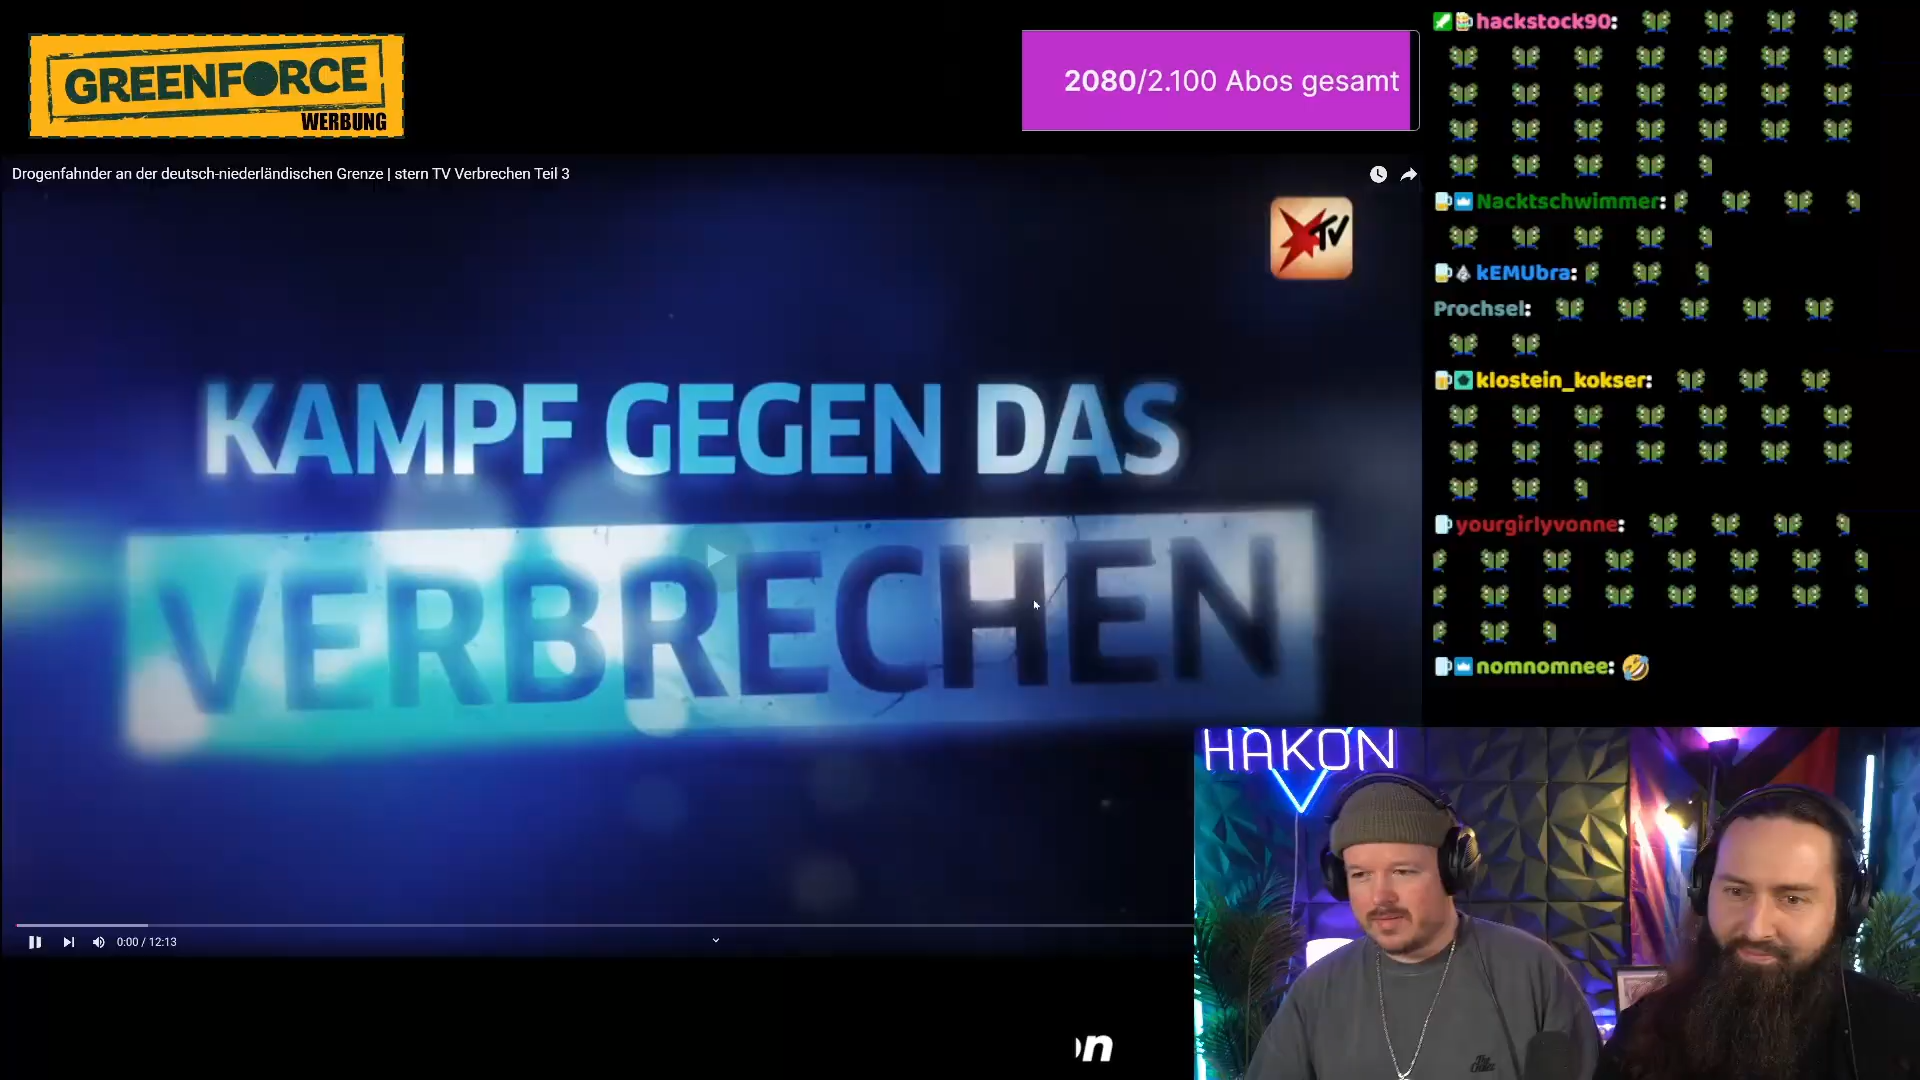 GREENFORCE
WERBUNG
2080/2.100 Abos gesamt
Drogenfahnder an der deutsch-niederländischen Grenze | stern TV Verbrechen Teil 3
TV
KAMPF GEGEN DAS
VERBRECHEN
0:00 / 12:13
hackstock90:
Nacktschwimmer:
kEMUbra:
Prochsel:
klostein_kokser:
yourgirlyvonne:
nomnomnee:
HAKON